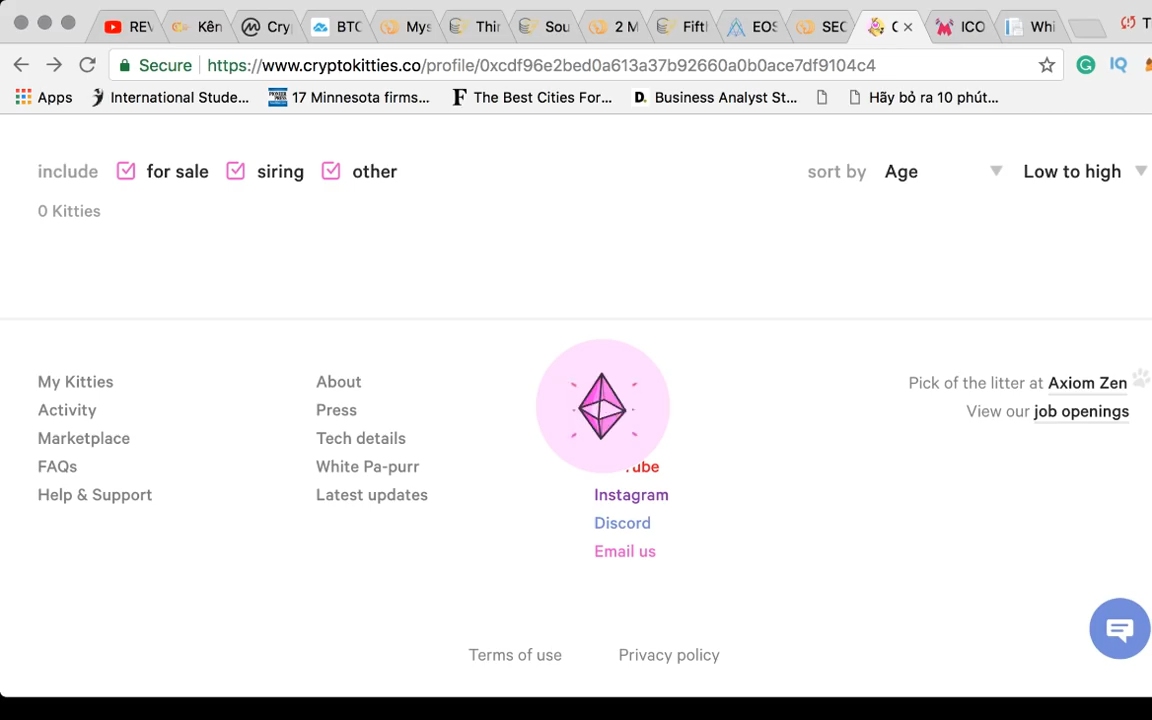 REV Kên Cry BTC Mys Thir Sou 2 M Fift EOS SEC C ICO Whi T
Secure https://www.cryptokitties.co/profile/0xcdf96e2bed0a613a37b92660a0b0ace7df9104c4 IQ
Apps International Stude... 17 Minnesota firms... F The Best Cities For... D. Business Analyst St... Hãy bỏ ra 10 phút...
include for sale siring other sort by Age Low to high
0 Kitties
My Kitties About Pick of the litter at Axiom Zen
Activity Press View our job openings
Marketplace Tech details
FAQs White Pa-purr Tube
Help & Support Latest updates Instagram
Discord
Email us
Terms of use Privacy policy